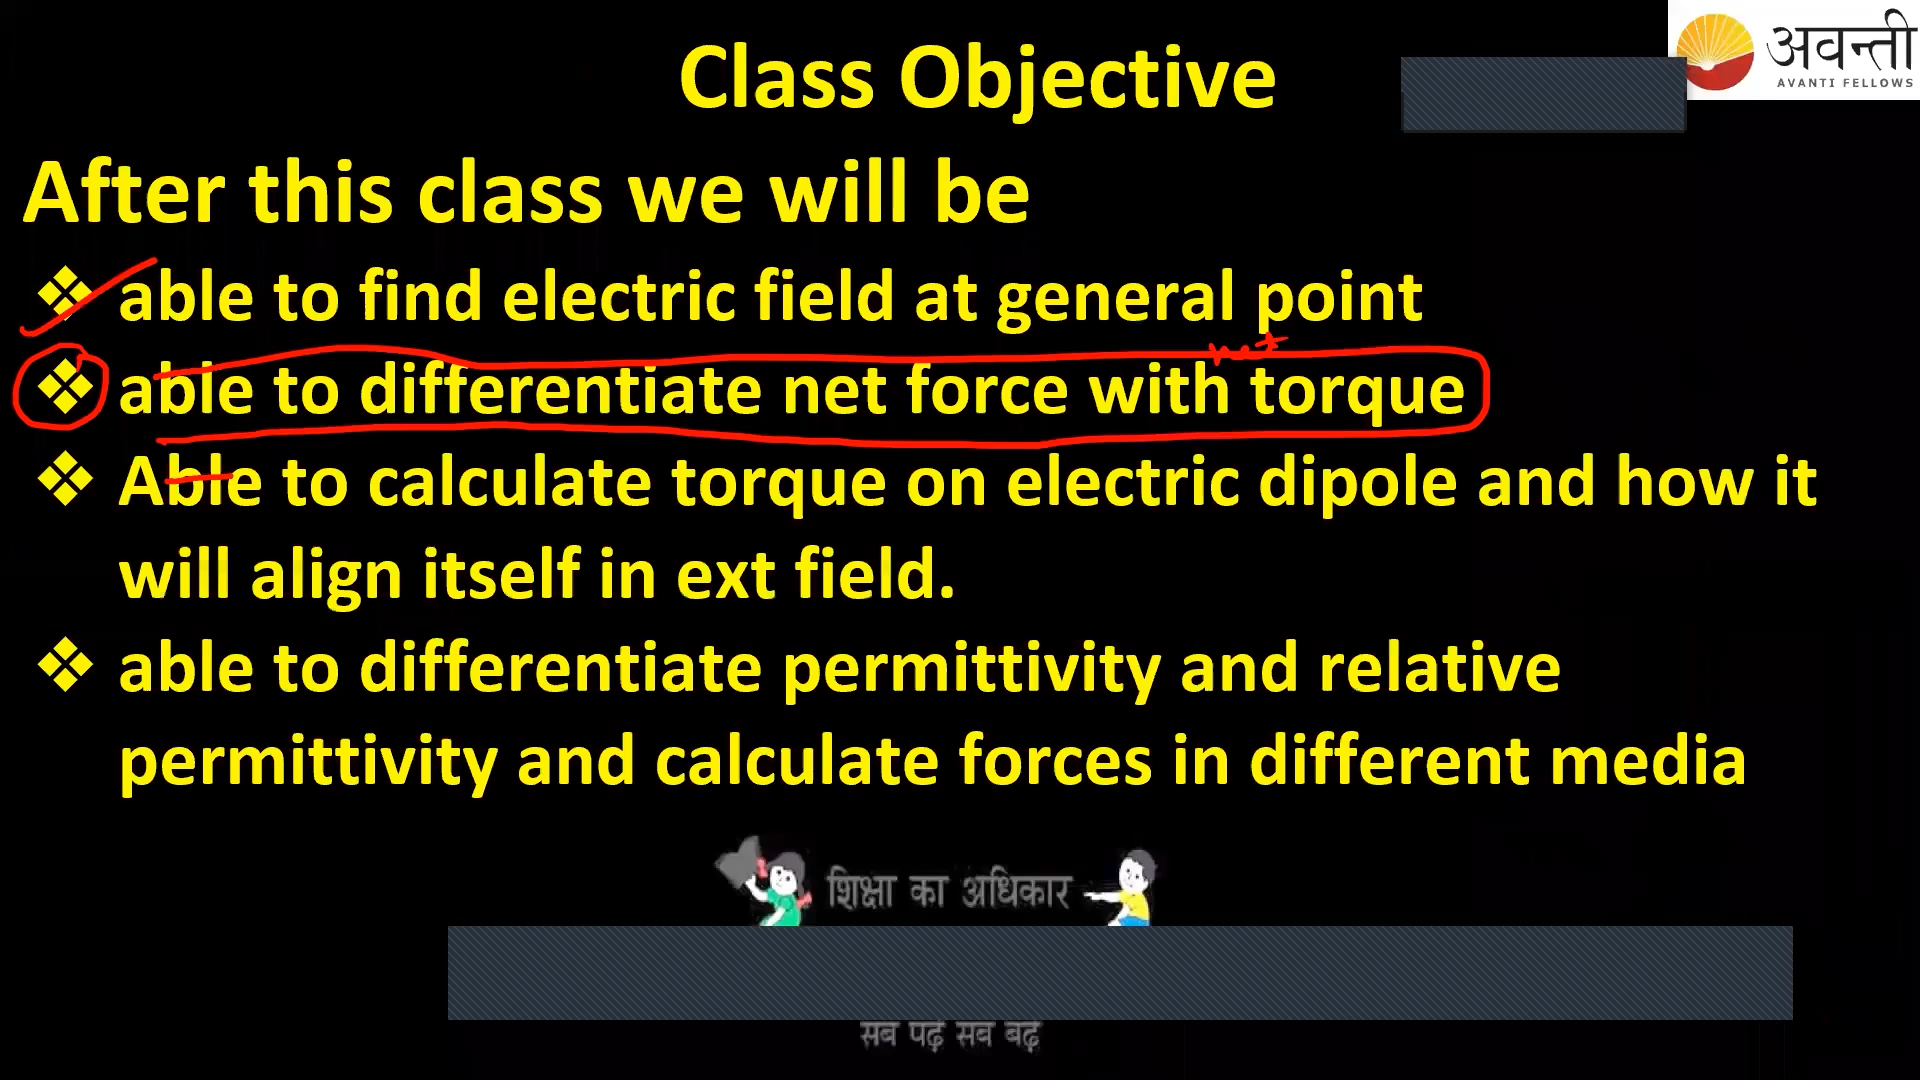 Class Objective
अवन्ती
AVANTI FELLOWS
After this class we will be
❖ able to find electric field at general point
net
❖ able to differentiate net force with torque
❖ Able to calculate torque on electric dipole and how it
will align itself in ext field.
❖ able to differentiate permittivity and relative
permittivity and calculate forces in different media
शिक्षा का अधिकार
सब पढ़ें सब बढ़ें